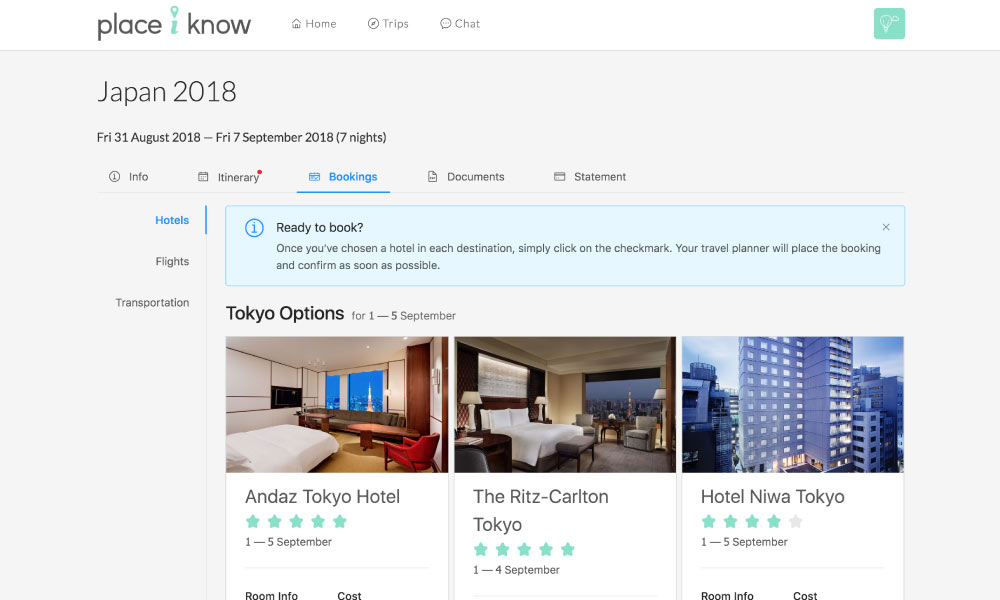 place i know
Home
Trips
Chat
Japan 2018
Fri 31 August 2018 — Fri 7 September 2018 (7 nights)
Info
Itinerary
Bookings
Documents
Statement
Hotels
Flights
Transportation
Ready to book?
Once you've chosen a hotel in each destination, simply click on the checkmark. Your travel planner will place the booking
and confirm as soon as possible.
Tokyo Options for 1 — 5 September
Andaz Tokyo Hotel
1 — 5 September
Room Info Cost
The Ritz-Carlton
Tokyo
1 — 4 September
Hotel Niwa Tokyo
1 — 5 September
Room Info Cost